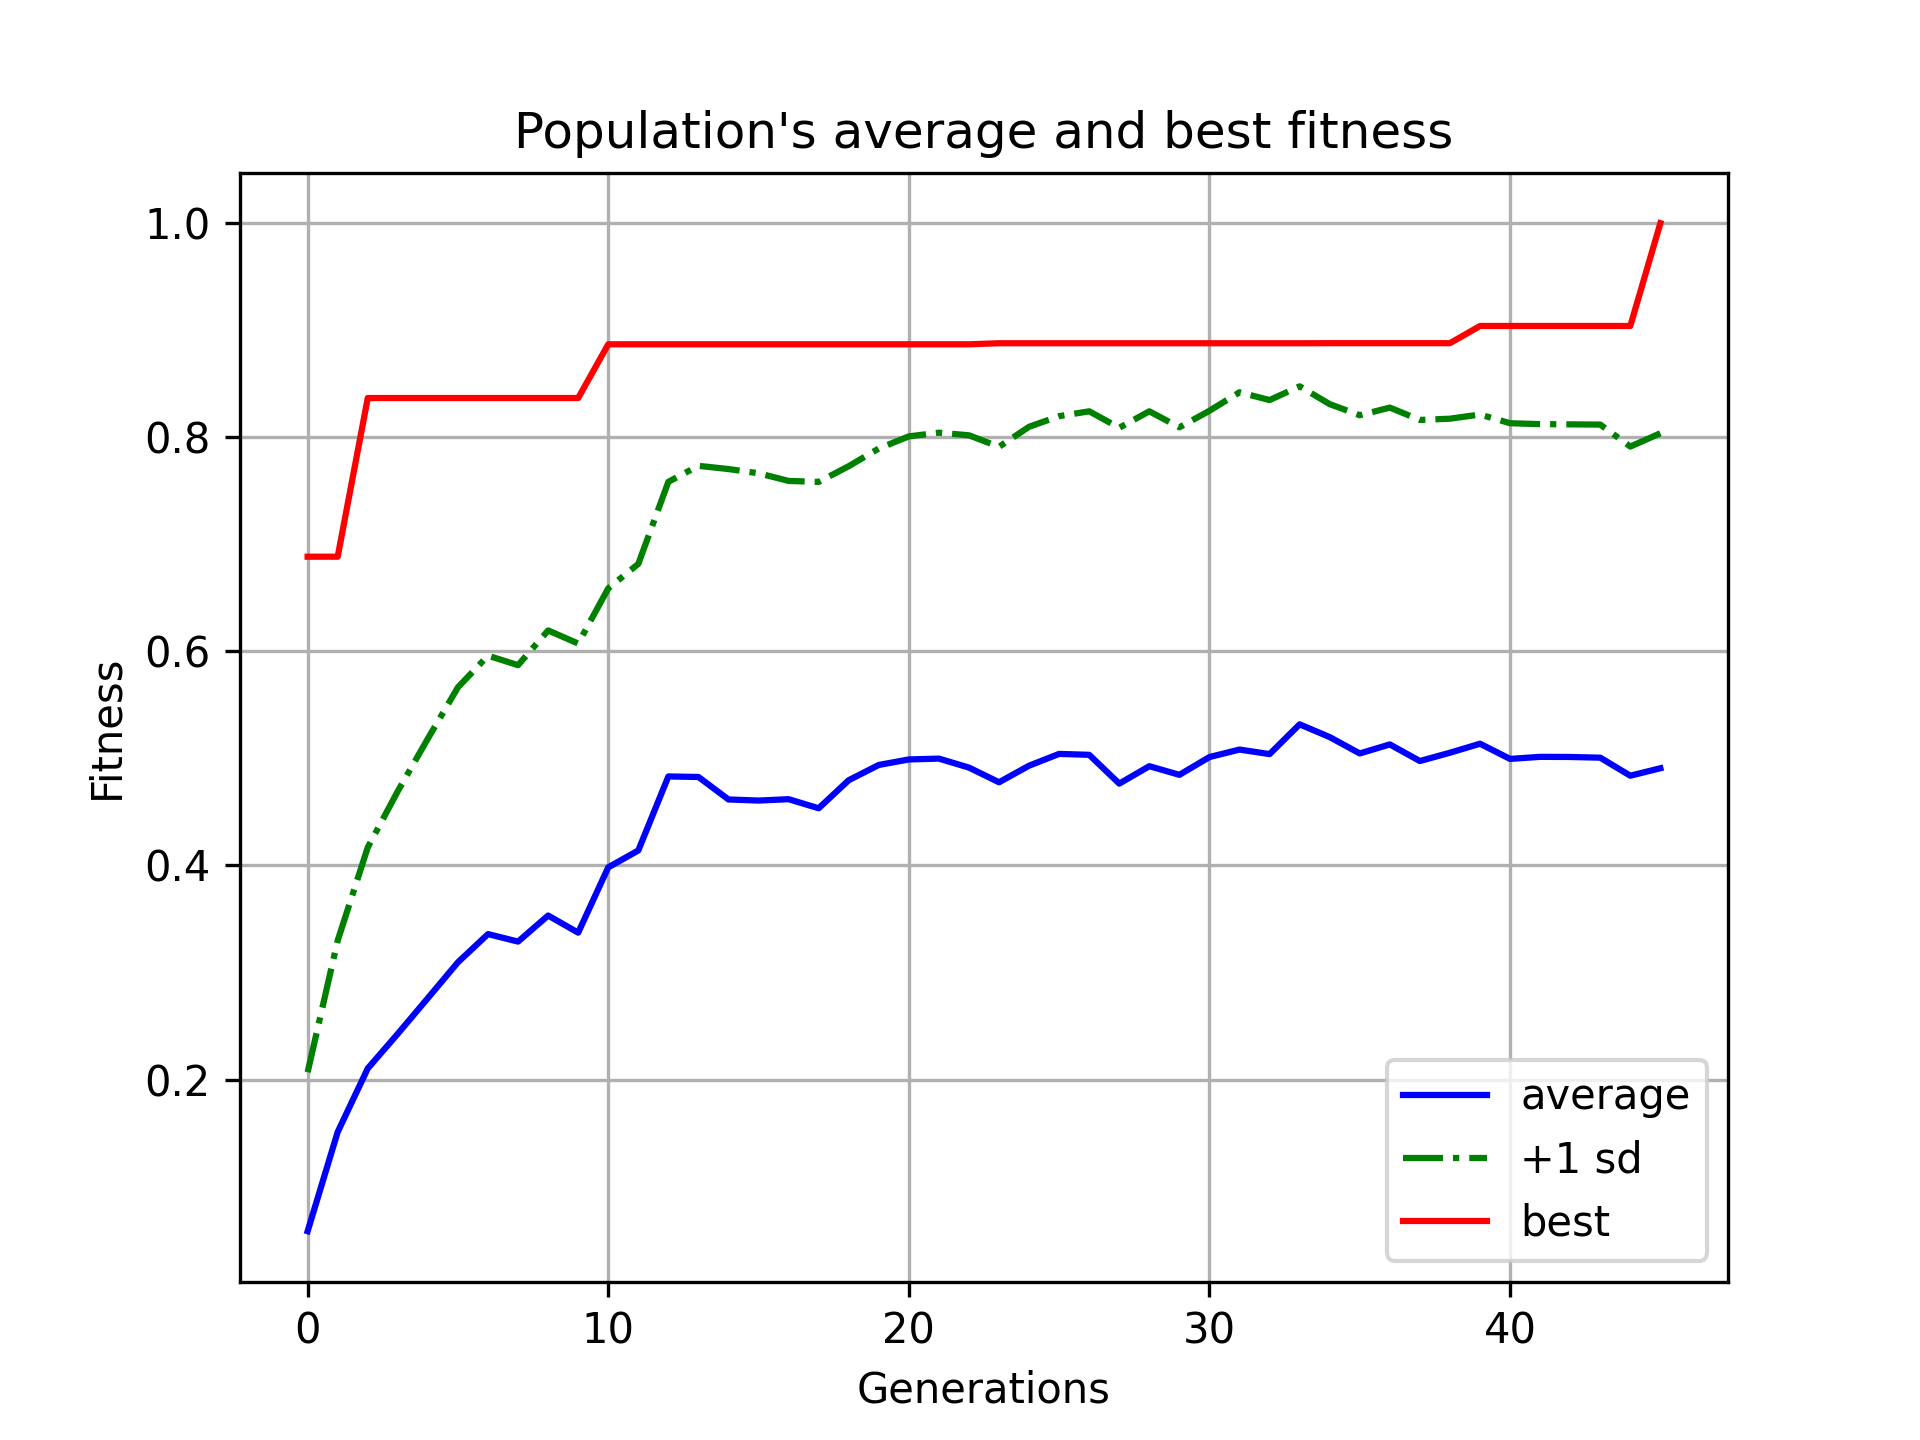 Population's average and best fitness
Fitness
1.0
0.8
0.6
0.4
0.2
0 10 20 30 40
Generations
average
+1 sd
best